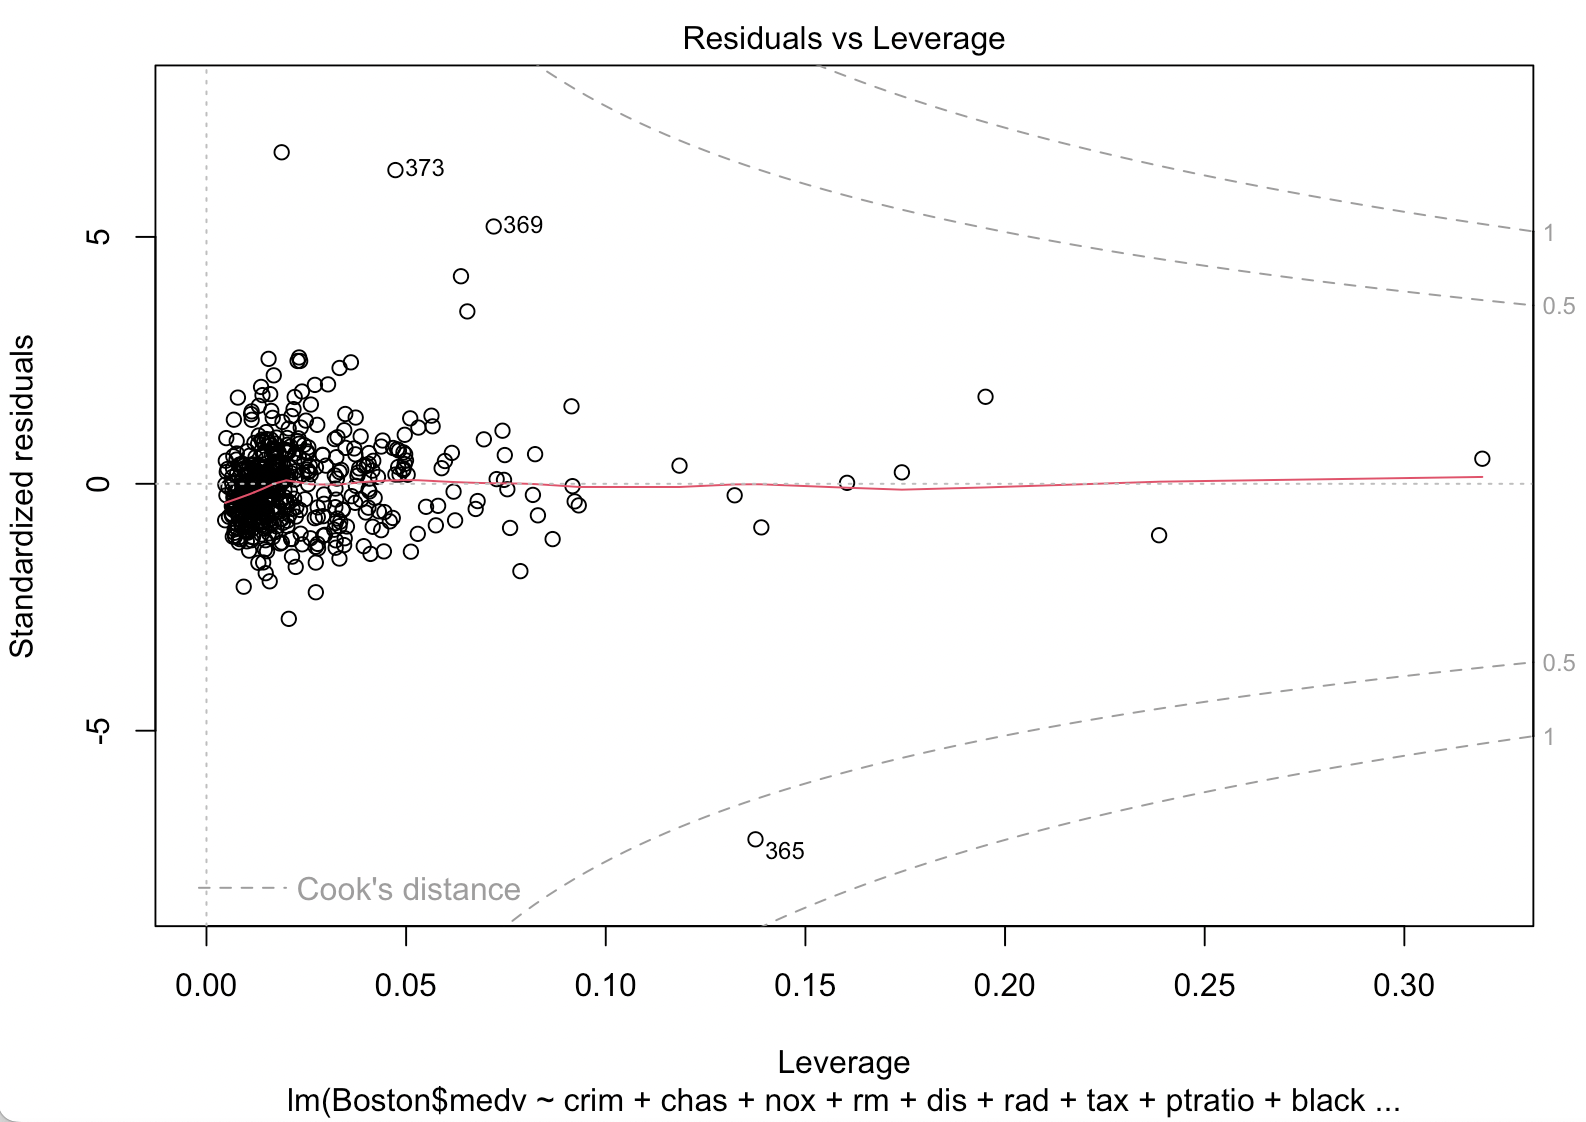 Residuals vs Leverage
373
369
5
1
0.5
Standardized residuals
0
0.5
-5
1
365
Cook's distance
0.00 0.05 0.10 0.15 0.20 0.25 0.30
Leverage
lm(Boston$medv ~ crim + chas + nox + rm + dis + rad + tax + ptratio + black ...